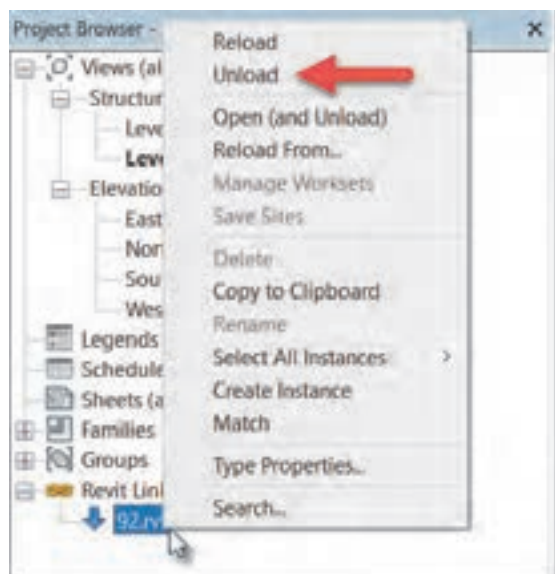 Project Browser -
Views (al
Structur
Leve
Leve
Elevatio
East
Nor
Sou
Wes
Legends
Schedule
Sheets (a
Families
Groups
Revit Lin
92.rv
Reload
Unload
Open (and Unload)
Reload From...
Manage Worksets
Save Sites
Delete
Copy to Clipboard
Rename
Select All Instances
Create Instance
Match
Type Properties...
Search...